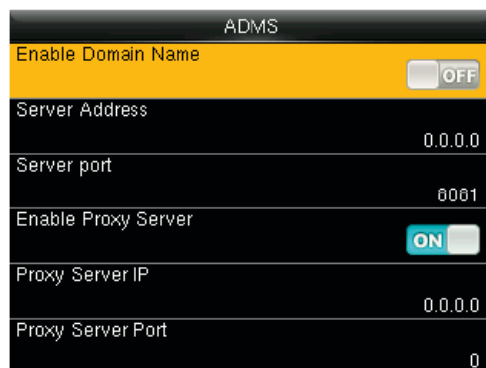 ADMS
Enable Domain Name
OFF
Server Address
0.0.0.0
Server port
8081
Enable Proxy Server
ON
Proxy Server IP
0.0.0.0
Proxy Server Port
0